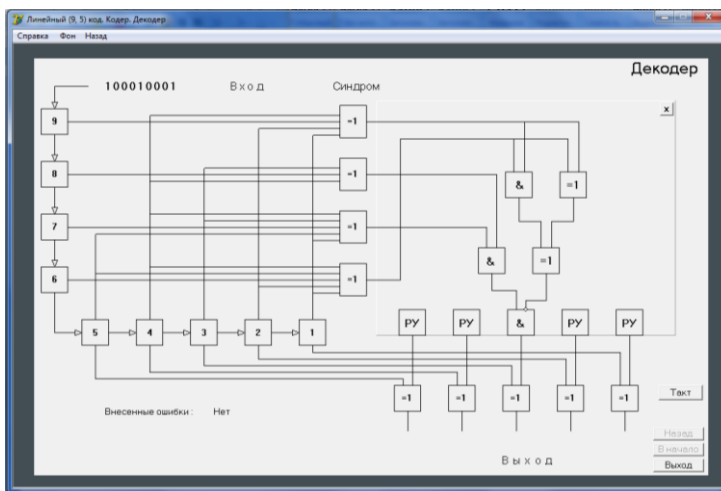 Линейный (9, 5) код. Кодер. Декодер
Справка Фон Назад
Декодер
100010001 Вход Синдром
x
9 =1
8 =1
& =1
7 =1
& =1
6 =1
РУ РУ & РУ РУ
5 4 3 2 1
=1 =1 =1 =1 =1
Такт
Внесенные ошибки : Нет
Назад
В начало
Выход
Выход